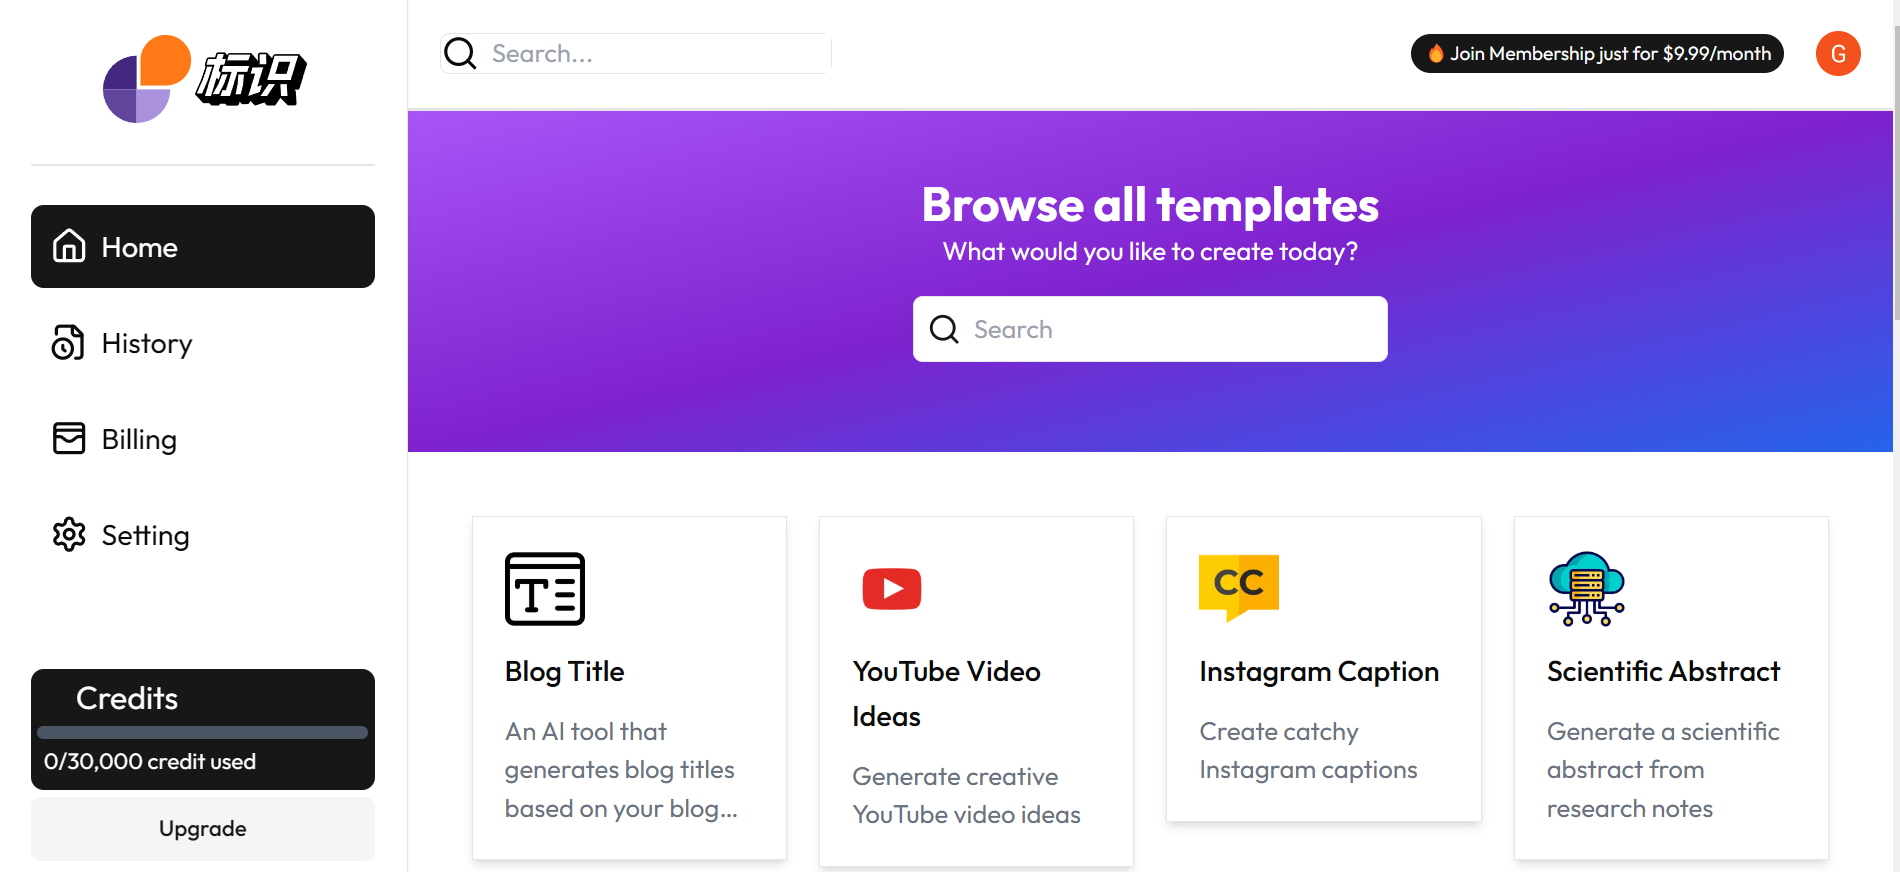 标识
Home
History
Billing
Setting
Credits
0/30,000 credit used
Upgrade
Search...
Join Membership just for $9.99/month
G
Browse all templates
What would you like to create today?
Search
T
Blog Title
An AI tool that
generates blog titles
based on your blog...
YouTube Video
Ideas
Generate creative
YouTube video ideas
CC
Instagram Caption
Create catchy
Instagram captions
Scientific Abstract
Generate a scientific
abstract from
research notes